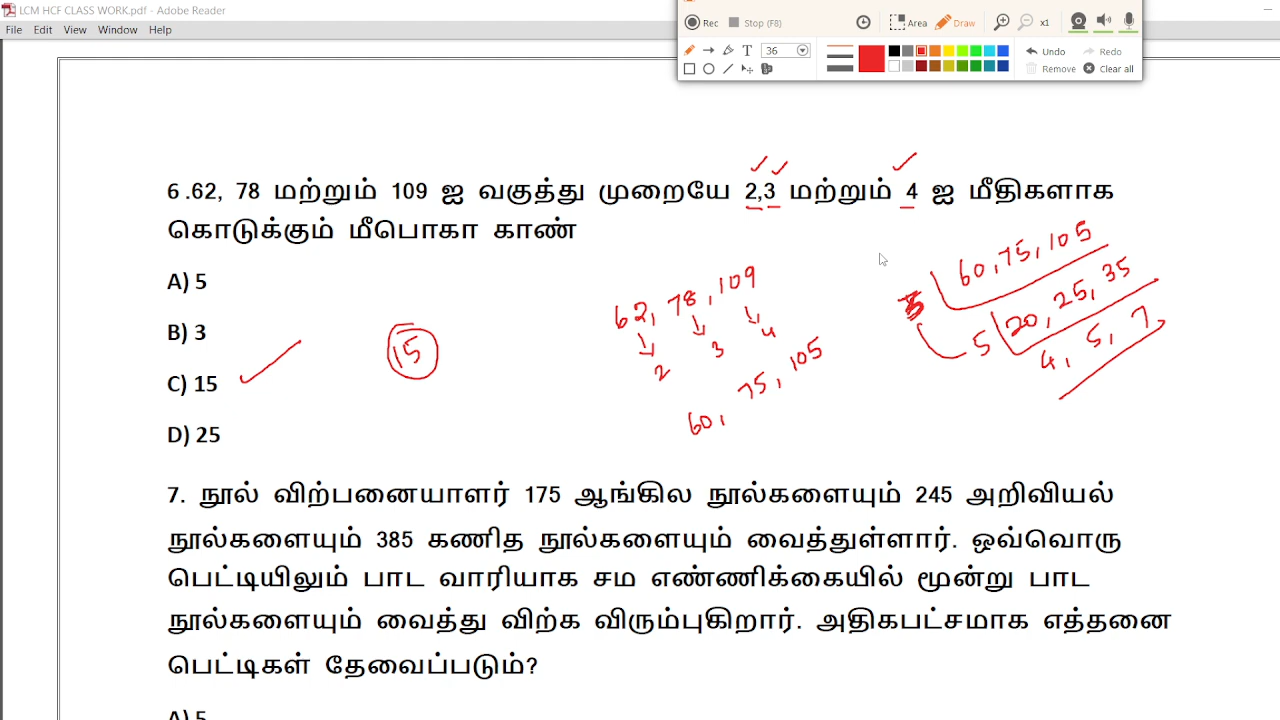 LCM HCF CLASS WORK.pdf - Adobe Reader
File Edit View Window Help
Rec Stop (F8) Area Draw x1
T 36 Undo Redo
Remove Clear all
6 .62, 78 மற்றும் 109 ஐ வகுத்து முறையே 2,3 மற்றும் 4 ஐ மீதிகளாக
கொடுக்கும் மீபொகா காண்
A) 5
B) 3
C) 15
D) 25
15
62, 78, 109
2 3 4
60, 75, 105
60, 75, 105
5 20, 25, 35
4, 5, 7
7. நூல் விற்பனையாளர் 175 ஆங்கில நூல்களையும் 245 அறிவியல்
நூல்களையும் 385 கணித நூல்களையும் வைத்துள்ளார். ஒவ்வொரு
பெட்டியிலும் பாட வாரியாக சம எண்ணிக்கையில் மூன்று பாட
நூல்களையும் வைத்து விற்க விரும்புகிறார். அதிகபட்சமாக எத்தனை
பெட்டிகள் தேவைப்படும்?
A) 5